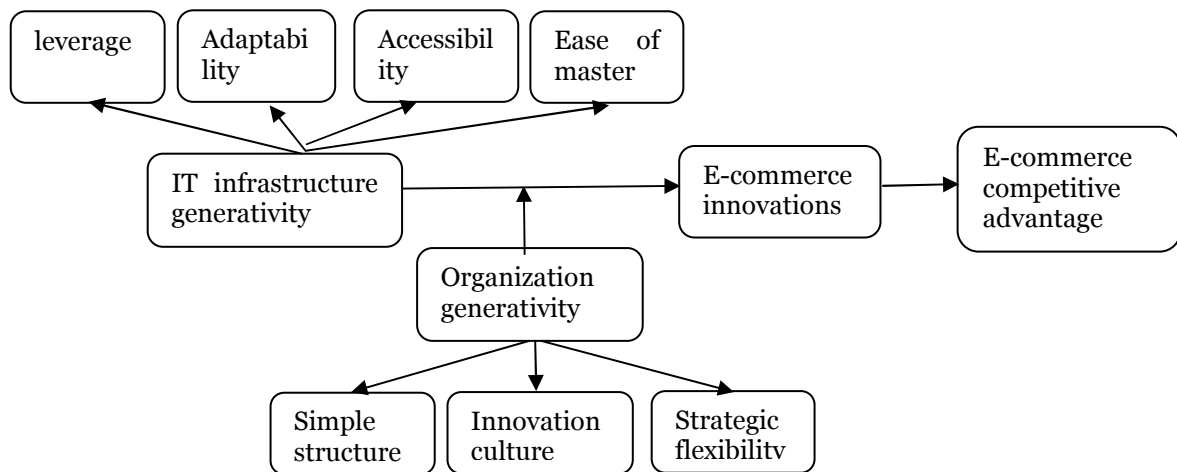 leverage
Adaptabi
lity
Accessibil
ity
Ease of
master
IT infrastructure
generativity
E-commerce
innovations
E-commerce
competitive
advantage
Organization
generativity
Simple
structure
Innovation
culture
Strategic
flexibility